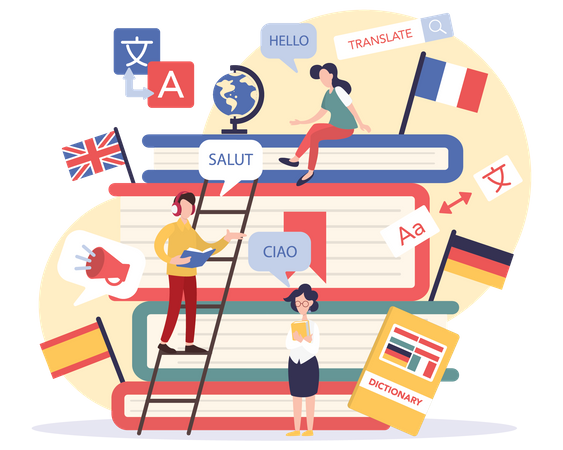 HELLO
TRANSLATE
文
A
SALUT
文
Aa
CIAO
DICTIONARY